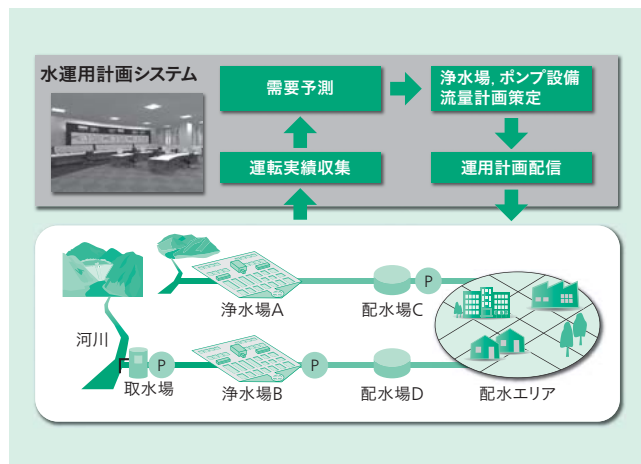 水運用計画システム
需要予測
浄水場，ポンプ設備
流量計画策定
運転実績収集
運用計画配信
浄水場A
配水場C
P
河川
取水場
P
浄水場B
P
配水場D
配水エリア